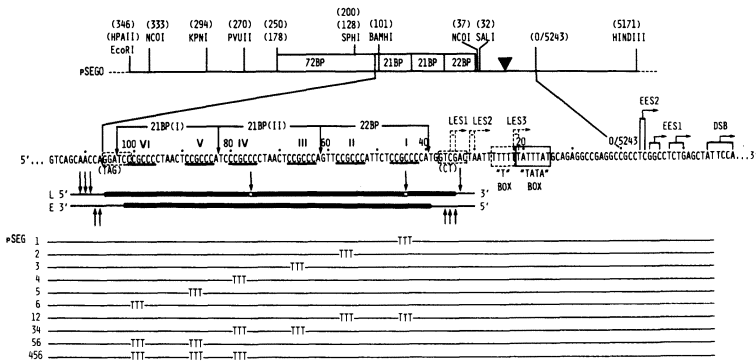 (346) (333) (294) (270) (250) (200) (101) (37) (32) (0/5243) (5171)
(HPAII) NCOI KPNI PVUII (178) (128) BAMHI NCOI SALI HINDIII
EcoRI SPHI
pSEG0 72BP 21BP 21BP 22BP
EES2
21BP(I) 21BP(II) 22BP LES1 LES2 LES3 EES1 DSB
100 VI V 80 IV III 60 II I 40 20 0/5243
5'... GTCAGCAACCAGGATCCCGCCCCTAACTCCGCCCATCCCGCCCCTAACTCCGCCCAGTTCCGCCCATTCTCCGCCCCATGGTCGACTAATTTTTTTTATTTATGCAGAGGCCGAGGCCGCCTCGGCCTCTGAGCTATTCCA...3'
(TAG) (CT) "T" BOX "TATA" BOX
L 5' 3'
E 3' 5'
pSEG 1 TTT
2 TTT
3 TTT
4 TTT
5 TTT
6 TTT
12 TTT TTT
34 TTT TTT
56 TTT TTT
456 TTT TTT TTT